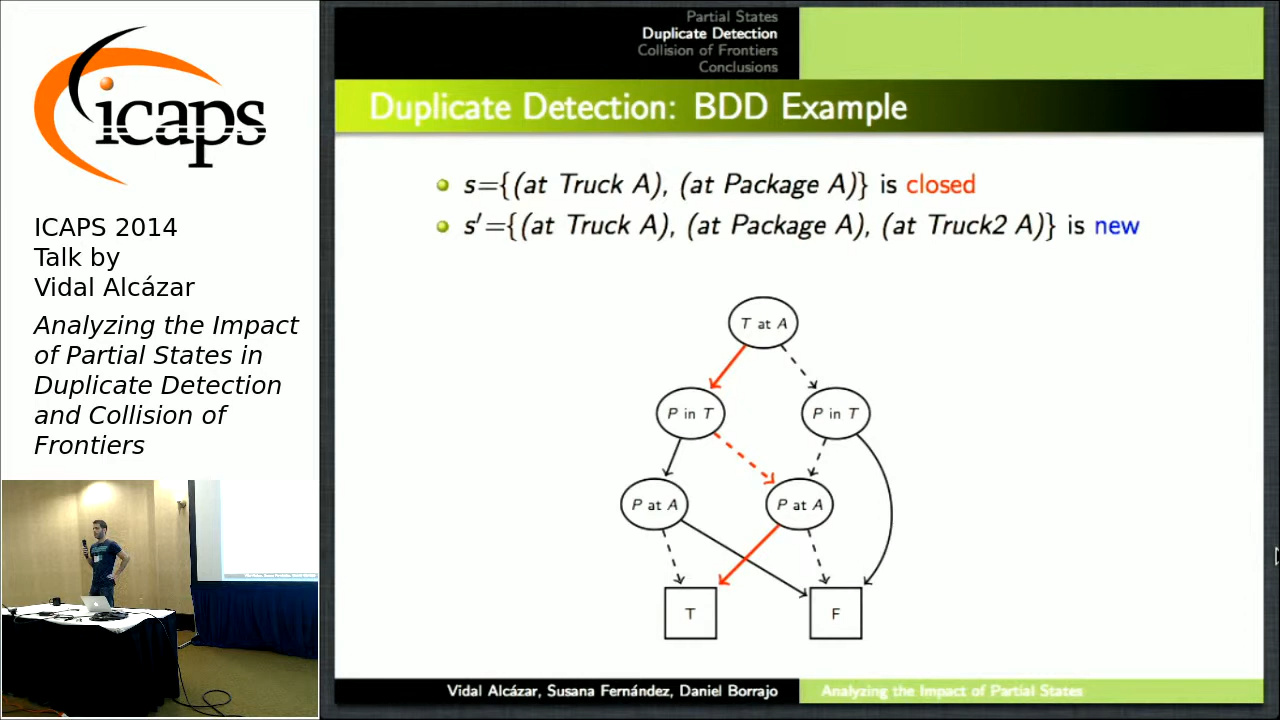 icaps
ICAPS 2014
Talk by
Vidal Alcázar
Analyzing the Impact
of Partial States in
Duplicate Detection
and Collision of
Frontiers
Partial States
Duplicate Detection
Collision of Frontiers
Conclusions
Duplicate Detection: BDD Example
s={(at Truck A), (at Package A)} is closed
s′={(at Truck A), (at Package A), (at Truck2 A)} is new
T at A
P in T
P in T
P at A
P at A
T
F
Vidal Alcázar, Susana Fernández, Daniel Borrajo
Analyzing the Impact of Partial States